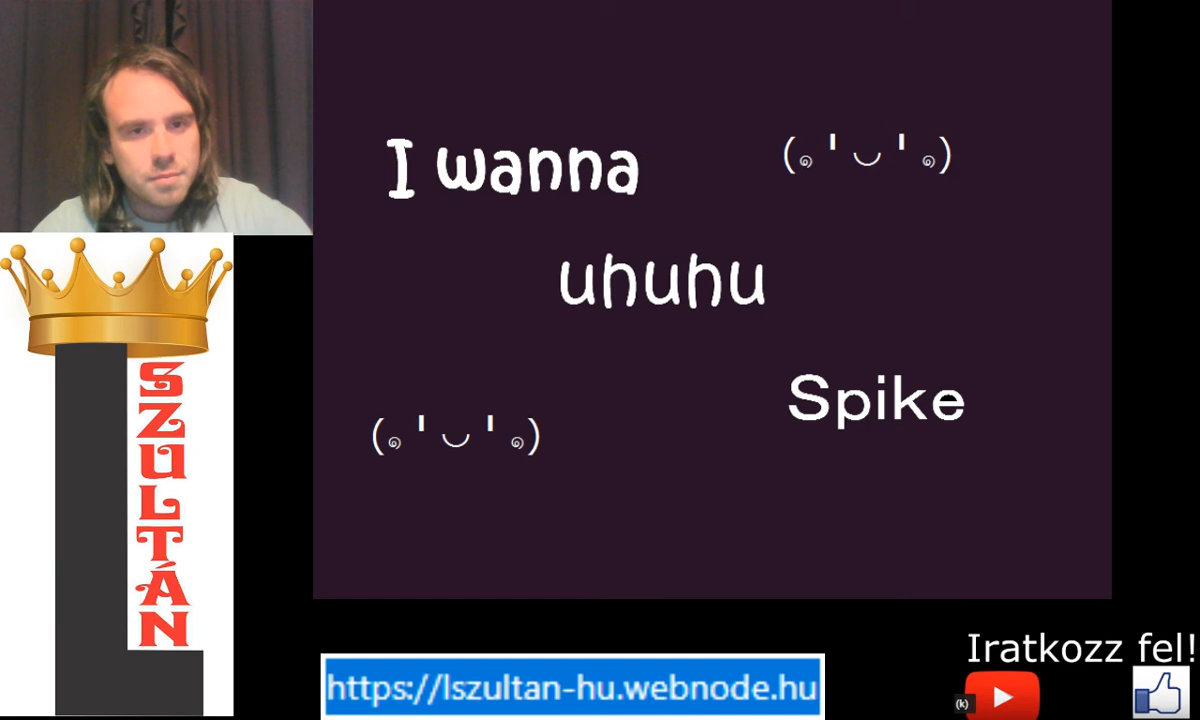 I wanna
(๑╹◡╹๑)
uhuhu
Spike
(๑╹◡╹๑)
L
SZULTÁN
https://lszultan-hu.webnode.hu
Iratkozz fel!
(k)